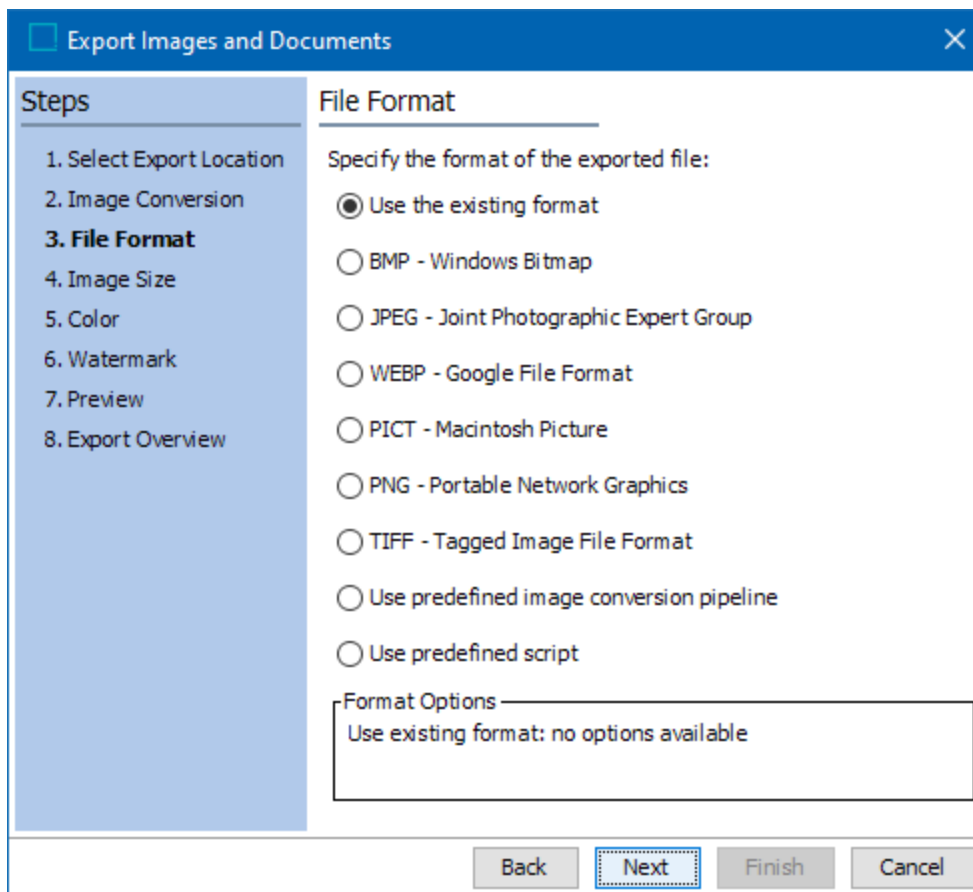 Export Images and Documents
Steps
1. Select Export Location
2. Image Conversion
3. File Format
4. Image Size
5. Color
6. Watermark
7. Preview
8. Export Overview
File Format
Specify the format of the exported file:
Use the existing format
BMP - Windows Bitmap
JPEG - Joint Photographic Expert Group
WEBP - Google File Format
PICT - Macintosh Picture
PNG - Portable Network Graphics
TIFF - Tagged Image File Format
Use predefined image conversion pipeline
Use predefined script
Format Options
Use existing format: no options available
Back
Next
Finish
Cancel